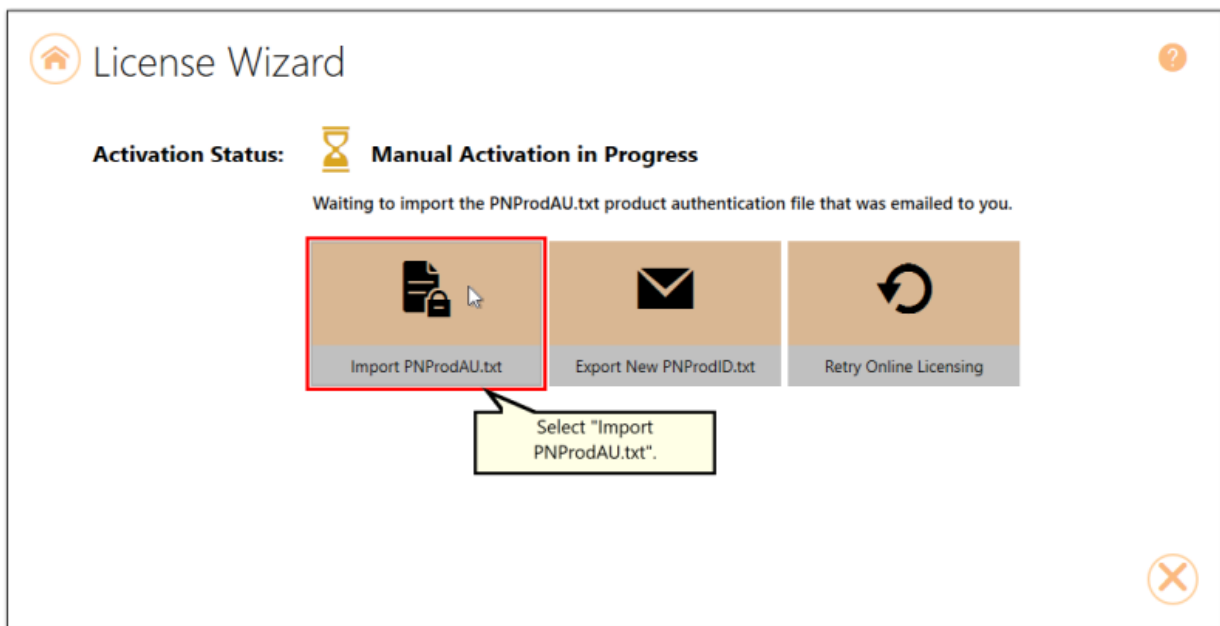 License Wizard
?
Activation Status:
Manual Activation in Progress
Waiting to import the PNProdAU.txt product authentication file that was emailed to you.
Import PNProdAU.txt
Export New PNProdID.txt
Retry Online Licensing
Select "Import
PNProdAU.txt".